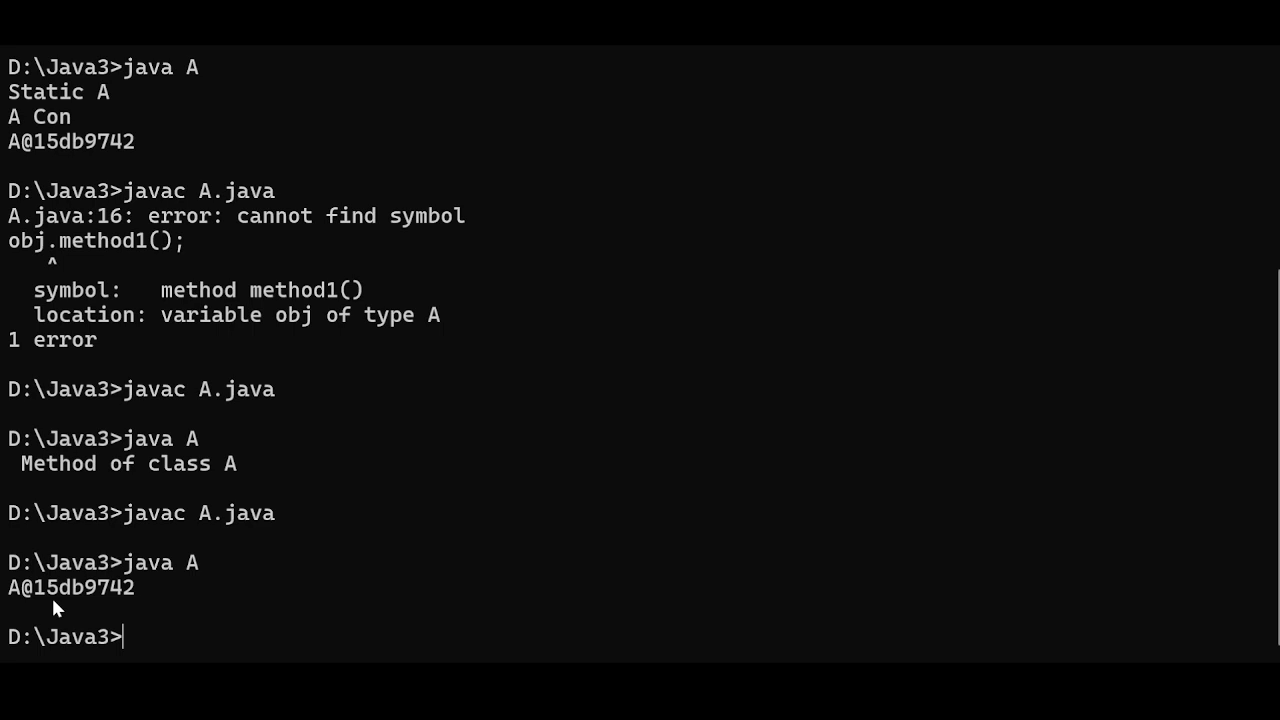 D:\Java3>java A
Static A
A Con
A@15db9742
D:\Java3>javac A.java
A.java:16: error: cannot find symbol
obj.method1();
^
symbol:   method method1()
location: variable obj of type A
1 error
D:\Java3>javac A.java
D:\Java3>java A
Method of class A
D:\Java3>javac A.java
D:\Java3>java A
A@15db9742
D:\Java3>